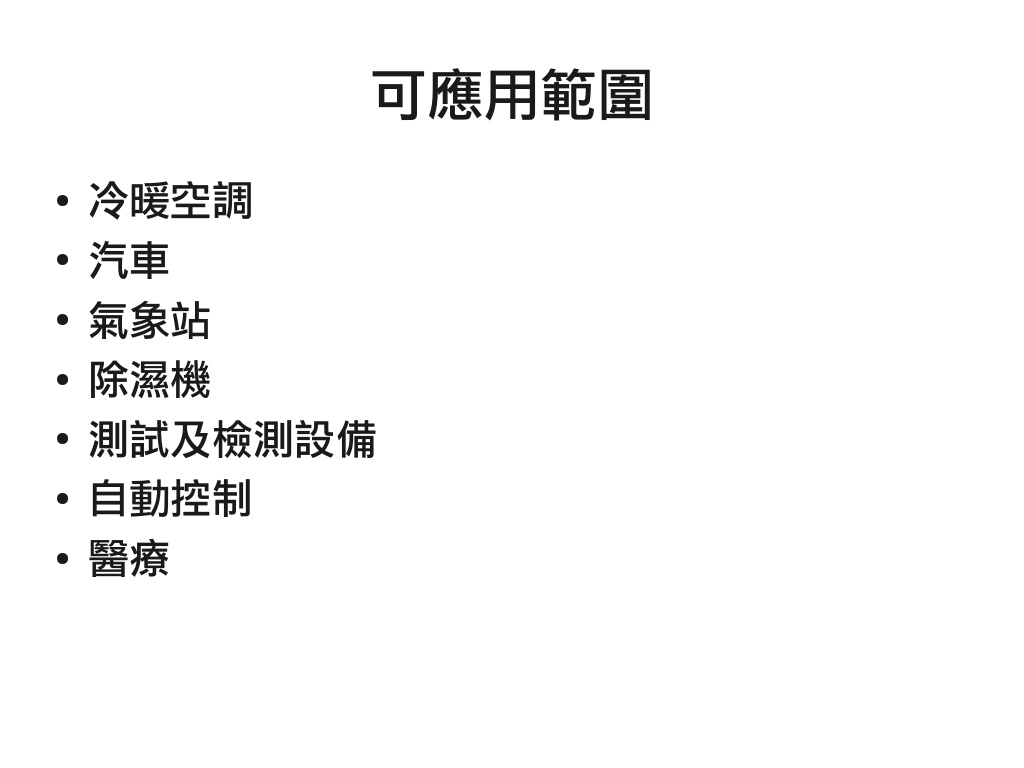 可應用範圍
• 冷暖空調
• 汽車
• 氣象站
• 除濕機
• 測試及檢測設備
• 自動控制
• 醫療